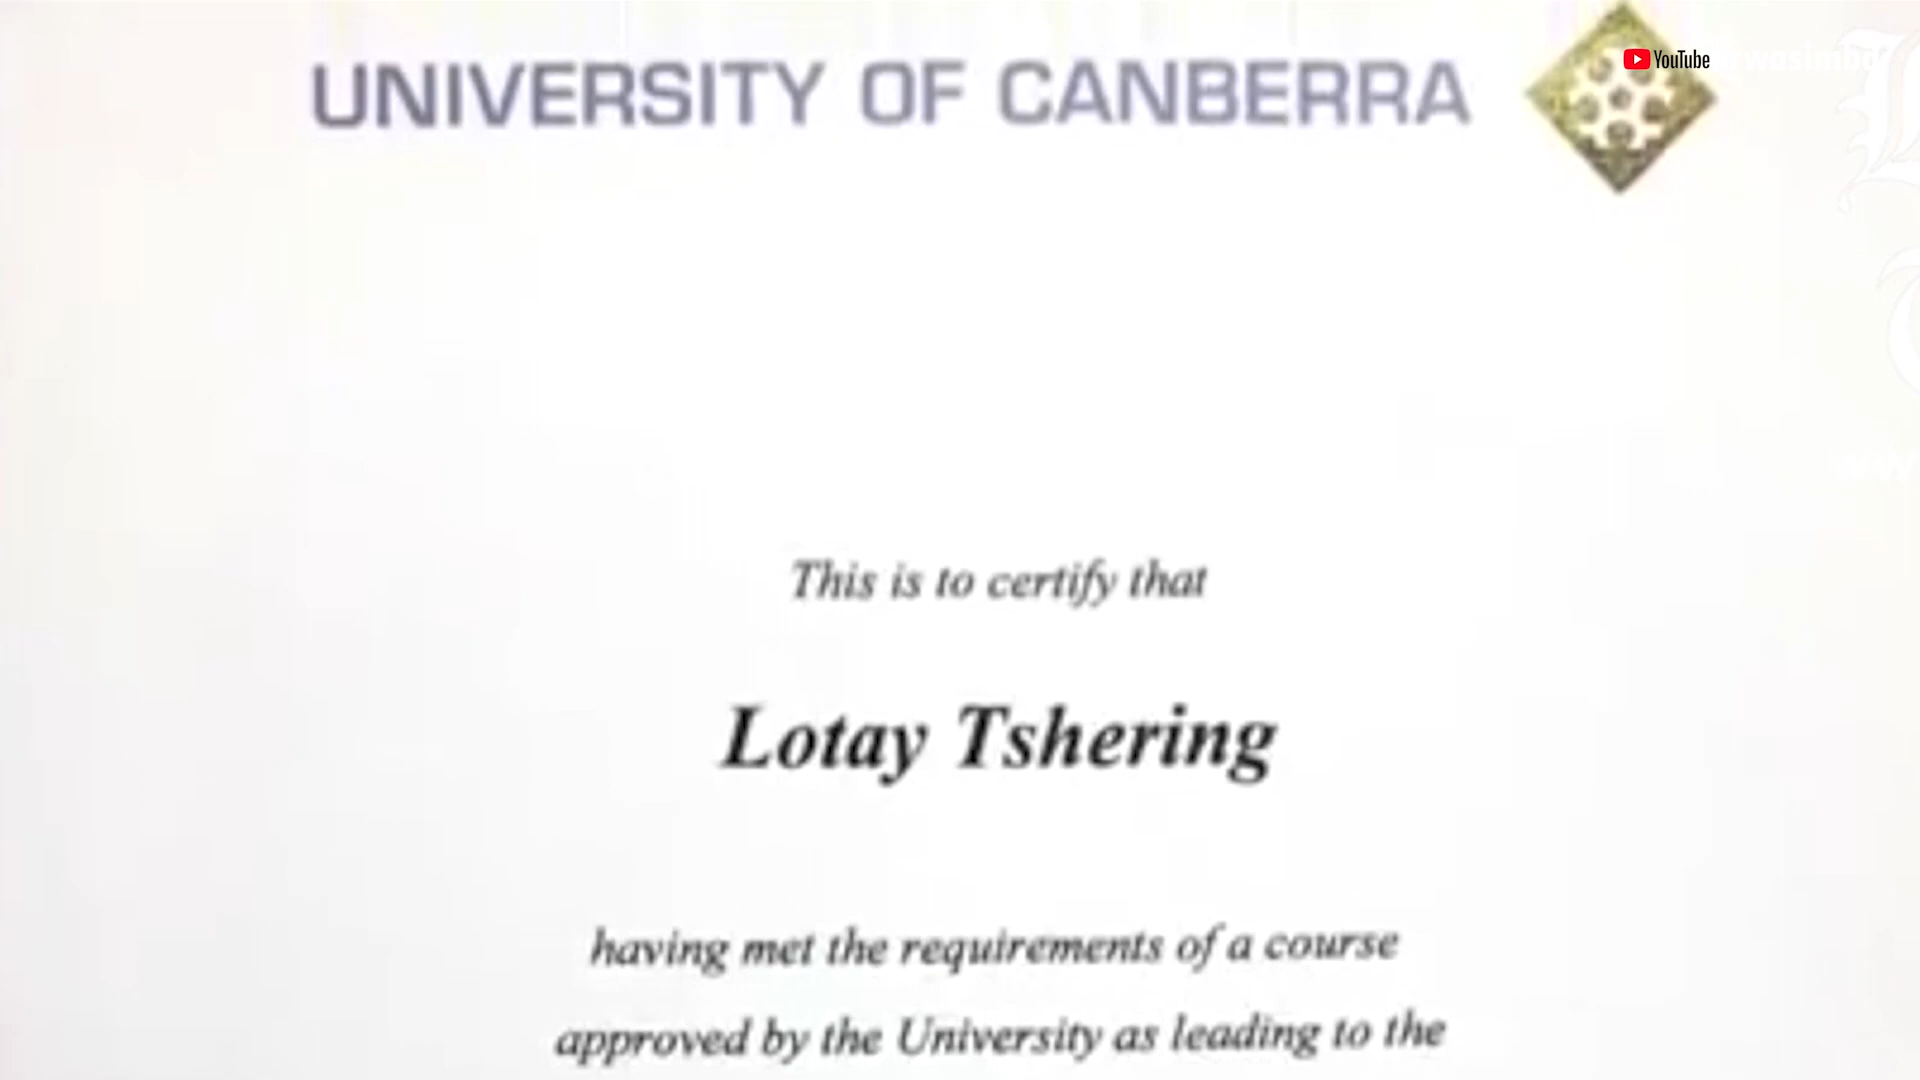 UNIVERSITY OF CANBERRA
YouTube
This is to certify that
Lotay Tshering
having met the requirements of a course
approved by the University as leading to the